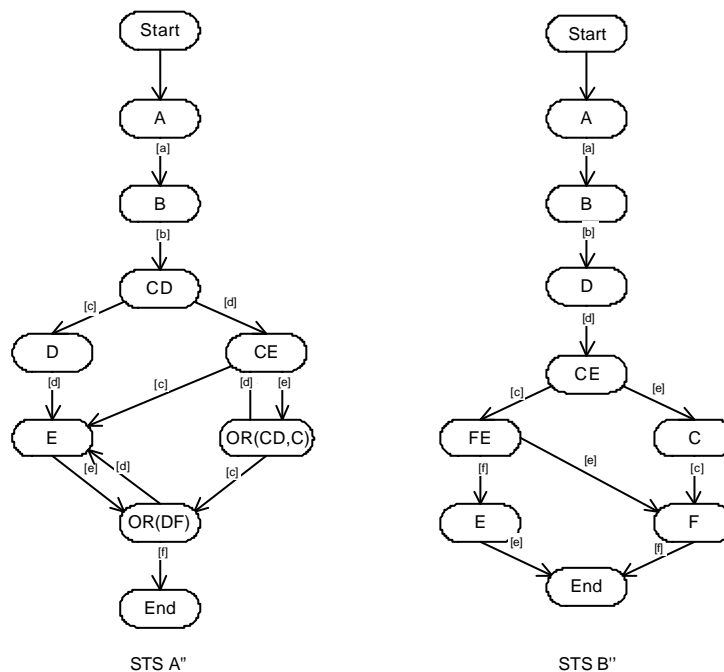 Start
A
[a]
B
[b]
CD
[c]
[d]
D
CE
[d]
[c]
[d]
[e]
E
OR(CD,C)
[e]
[d]
[c]
OR(DF)
[f]
End
STS A"
Start
A
[a]
B
[b]
D
[d]
CE
[c]
[e]
FE
C
[f]
[e]
[c]
E
F
[e]
[f]
End
STS B''